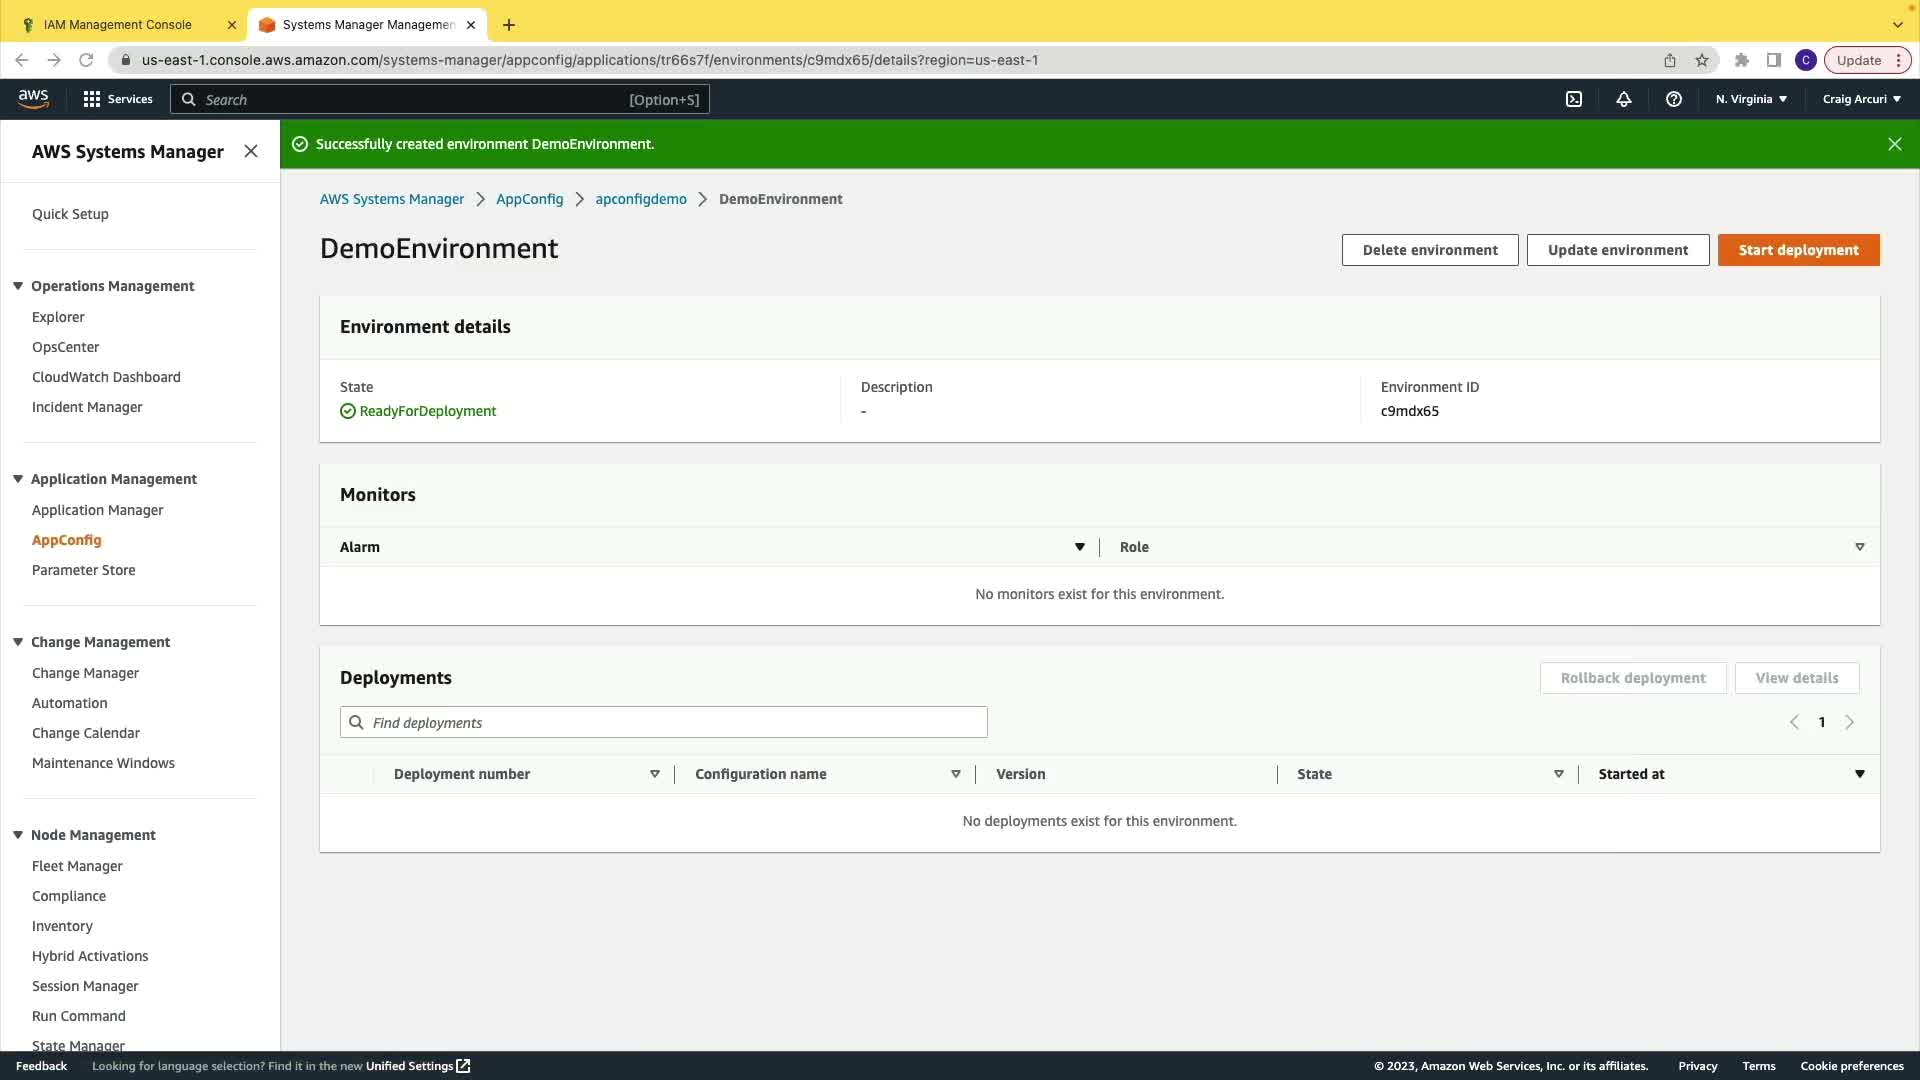 IAM Management Console
Systems Manager Managemen
us-east-1.console.aws.amazon.com/systems-manager/appconfig/applications/tr66s7f/environments/c9mdx65/details?region=us-east-1
C
Update
aws
Services
Search
[Option+S]
N. Virginia
Craig Arcuri
AWS Systems Manager
Successfully created environment DemoEnvironment.
Quick Setup
Operations Management
Explorer
OpsCenter
CloudWatch Dashboard
Incident Manager
Application Management
Application Manager
AppConfig
Parameter Store
Change Management
Change Manager
Automation
Change Calendar
Maintenance Windows
Node Management
Fleet Manager
Compliance
Inventory
Hybrid Activations
Session Manager
Run Command
State Manager
AWS Systems Manager > AppConfig > apconfigdemo > DemoEnvironment
DemoEnvironment
Delete environment
Update environment
Start deployment
Environment details
State
ReadyForDeployment
Description
-
Environment ID
c9mdx65
Monitors
Alarm
Role
No monitors exist for this environment.
Deployments
Rollback deployment
View details
Find deployments
1
Deployment number
Configuration name
Version
State
Started at
No deployments exist for this environment.
Feedback
Looking for language selection? Find it in the new Unified Settings
© 2023, Amazon Web Services, Inc. or its affiliates.
Privacy
Terms
Cookie preferences